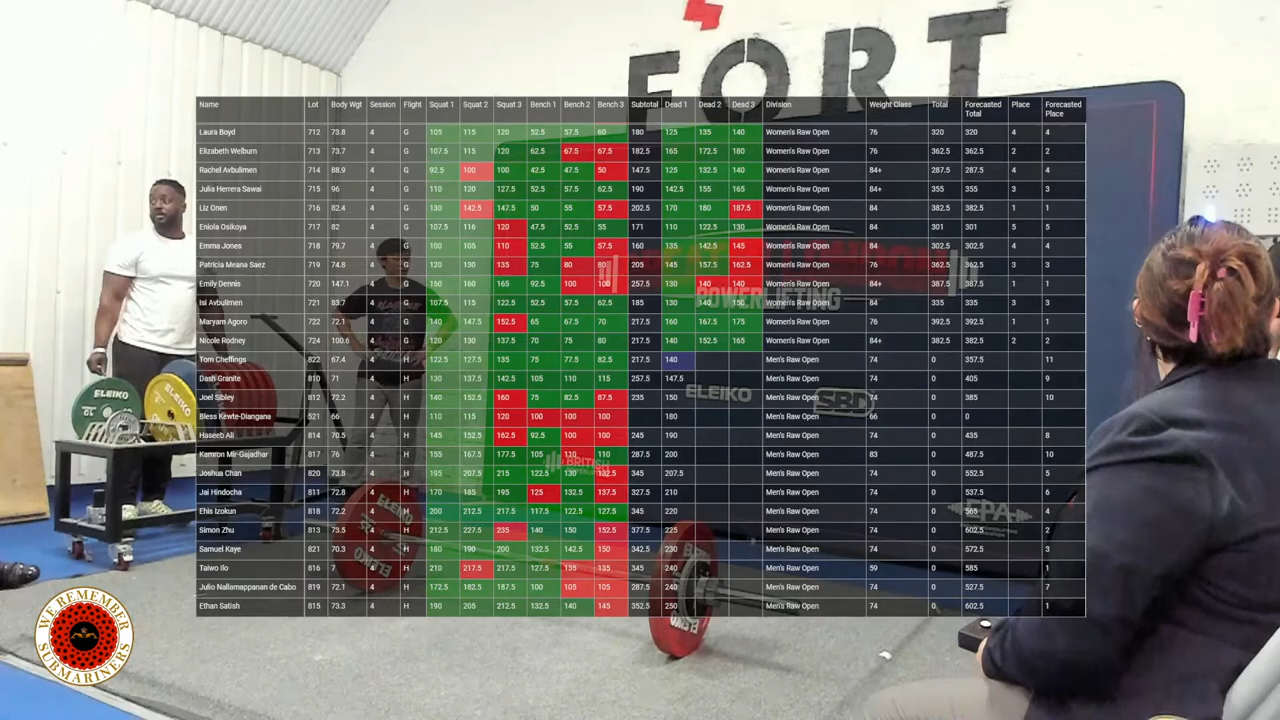 FORT
Name Lot Body Wgt Session Flight Squat 1 Squat 2 Squat 3 Bench 1 Bench 2 Bench 3 Subtotal Dead 1 Dead 2 Dead 3 Division Weight Class Total Forecasted Total Place Forecasted Place
Laura Boyd 712 73.8 4 G 105 115 120 52.5 57.5 60 180 125 135 140 Women's Raw Open 76 320 320 4 4
Elizabeth Welburn 713 73.7 4 G 107.5 115 120 62.5 67.5 67.5 182.5 165 172.5 180 Women's Raw Open 76 362.5 362.5 2 2
Rachel Avbulimen 714 88.9 4 G 92.5 100 100 42.5 47.5 50 147.5 125 132.5 140 Women's Raw Open 84+ 287.5 287.5 4 4
Julia Herrera Sawai 715 96 4 G 110 120 127.5 52.5 57.5 62.5 190 142.5 155 165 Women's Raw Open 84+ 355 355 3 3
Liz Onen 716 82.4 4 G 130 142.5 147.5 50 55 57.5 202.5 170 180 187.5 Women's Raw Open 84 382.5 382.5 1 1
Eniola Osikoya 717 82 4 G 107.5 116 120 47.5 52.5 55 171 110 122.5 130 Women's Raw Open 84 301 301 5 5
Emma Jones 718 79.7 4 G 100 105 110 52.5 55 57.5 160 135 142.5 145 Women's Raw Open 84 302.5 302.5 4 4
Patricia Meana Saez 719 74.8 4 G 120 130 135 75 80 80 205 145 157.5 162.5 Women's Raw Open 76 362.5 362.5 3 3
Emily Dennis 720 147.1 4 G 150 160 165 92.5 100 100 257.5 130 140 140 Women's Raw Open 84+ 387.5 387.5 1 1
Isi Avbulimen 721 83.7 4 G 107.5 115 122.5 52.5 57.5 62.5 185 130 140 150 Women's Raw Open 84 335 335 3 3
Maryam Agoro 722 72.1 4 G 140 147.5 152.5 65 67.5 70 217.5 160 167.5 175 Women's Raw Open 76 392.5 392.5 1 1
Nicole Rodney 724 100.6 4 G 120 130 137.5 70 75 80 217.5 140 152.5 165 Women's Raw Open 84+ 382.5 382.5 2 2
Tom Cheffings 822 67.4 4 H 122.5 127.5 135 75 77.5 82.5 217.5 140 Men's Raw Open 74 0 357.5 11
Dash Granite 810 71 4 H 130 137.5 142.5 105 110 115 257.5 147.5 Men's Raw Open 74 0 405 9
Joel Sibley 812 72.2 4 H 140 152.5 160 75 82.5 87.5 235 150 Men's Raw Open 74 0 385 10
Bless Kewte-Diangana 521 66 4 H 110 115 120 100 100 100 180 Men's Raw Open 66 0 0
Haseeb Ali 814 70.5 4 H 145 152.5 162.5 92.5 100 100 245 190 Men's Raw Open 74 0 435 8
Kamron Mir-Gajadhar 817 76 4 H 155 167.5 177.5 105 110 110 287.5 200 Men's Raw Open 83 0 487.5 10
Joshua Chan 820 73.8 4 H 195 207.5 215 122.5 130 132.5 345 207.5 Men's Raw Open 74 0 552.5 5
Jai Hindocha 811 72.8 4 H 170 185 195 125 132.5 137.5 327.5 210 Men's Raw Open 74 0 537.5 6
Ehis Izokun 818 72.2 4 H 200 212.5 217.5 117.5 122.5 127.5 345 220 Men's Raw Open 74 0 565 4
Simon Zhu 813 73.5 4 H 212.5 227.5 235 140 150 152.5 377.5 225 Men's Raw Open 74 0 602.5 2
Samuel Kaye 821 70.3 4 H 180 190 200 132.5 142.5 150 342.5 230 Men's Raw Open 74 0 572.5 3
Taiwo Ilo 816 7 4 H 210 217.5 217.5 127.5 135 135 345 240 Men's Raw Open 59 0 585 1
Julio Nallamappanan de Cabo 819 72.1 4 H 172.5 182.5 187.5 100 105 105 287.5 240 Men's Raw Open 74 0 527.5 7
Ethan Satish 815 73.3 4 H 190 205 212.5 132.5 140 145 352.5 250 Men's Raw Open 74 0 602.5 1
POWERLIFTING
ELEIKO
SBD
BRITISH
EPA
ELEIKO
ELEIKO
WE REMEMBER
SUBMARINERS